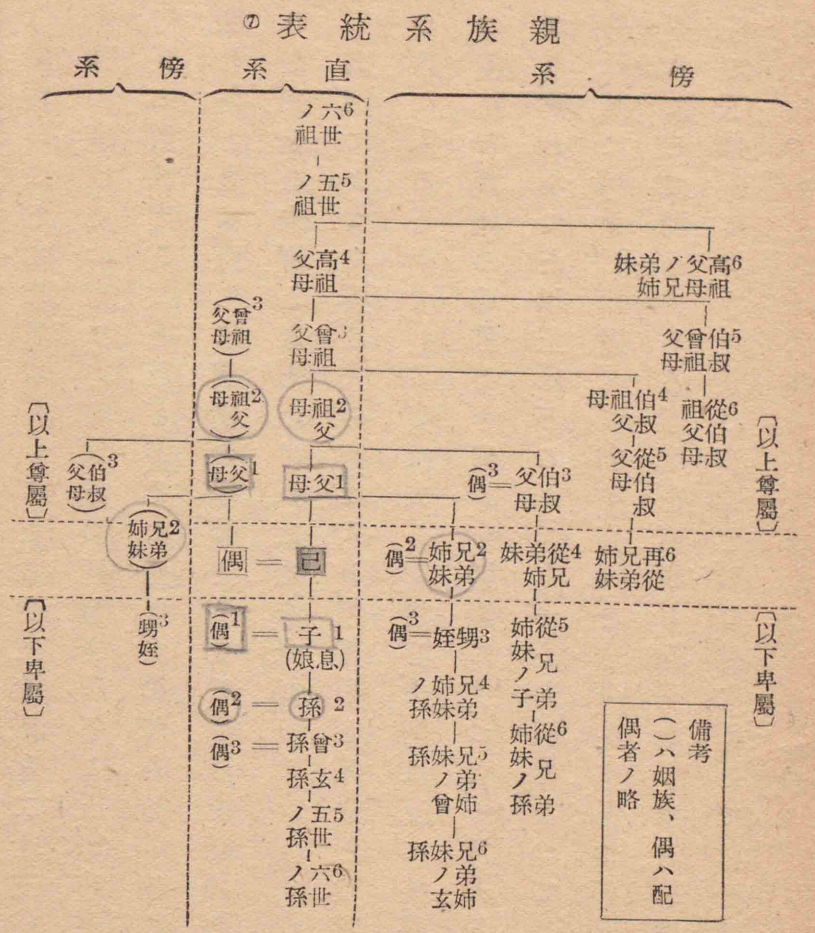 親族系統表⑦
傍系
直系
傍系
6六世ノ祖
5五世ノ祖
4高祖父母
6高祖父母ノ兄弟姉妹
3曾祖父母
(曾祖父母)3
5伯叔曾祖父母
2祖父母
(祖父母)2
4伯叔祖父母
6從伯叔祖父母
〔以上尊屬〕
〔以上尊屬〕
1父母
(父母)1
3伯叔父母＝(偶)3
5從伯叔父母
(伯叔父母)3
己＝偶
2兄弟姉妹＝(偶)2
4從兄弟姉妹
6再從兄弟姉妹
(兄弟姉妹)2
〔以下卑屬〕
〔以下卑屬〕
1子(息娘)＝(偶)1
3甥姪＝(偶)3
5從兄弟姉妹ノ子
(甥姪)3
2孫＝(偶)2
4兄弟姉妹ノ孫
6從兄弟姉妹ノ孫
3曾孫＝(偶)3
5兄弟姉妹ノ曾孫
4玄孫
6兄弟姉妹ノ玄孫
5五世ノ孫
6六世ノ孫
備考
( )ハ姻族、偶ハ配
偶者ノ略